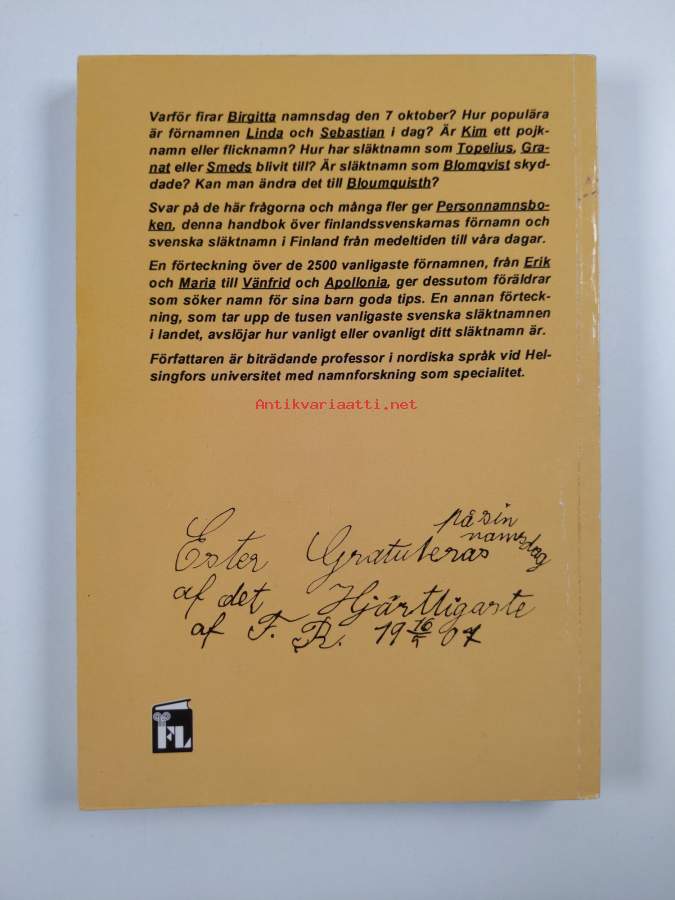 Varför firar Birgitta namnsdag den 7 oktober? Hur populära
är förnamnen Linda och Sebastian i dag? Är Kim ett pojk-
namn eller flicknamn? Hur har släktnamn som Topelius, Gra-
nat eller Smeds blivit till? Är släktnamn som Blomqvist skyd-
dade? Kan man ändra det till Bloumquisth?
Svar på de här frågorna och många fler ger Personnamnsbo-
ken, denna handbok över finlandssvenskarnas förnamn och
svenska släktnamn i Finland från medeltiden till våra dagar.
En förteckning över de 2500 vanligaste förnamnen, från Erik
och Maria till Vänfrid och Apollonia, ger dessutom föräldrar
som söker namn för sina barn goda tips. En annan förteck-
ning, som tar upp de tusen vanligaste svenska släktnamnen
i landet, avslöjar hur vanligt eller ovanligt ditt släktnamn är.
Författaren är biträdande professor i nordiska språk vid Hel-
singfors universitet med namnforskning som specialitet.
Antikvariaatti.net
Ester Gratuleras på sin
namsdag
af det Hjärtligaste
af F. R. 19 16/ 07
FL